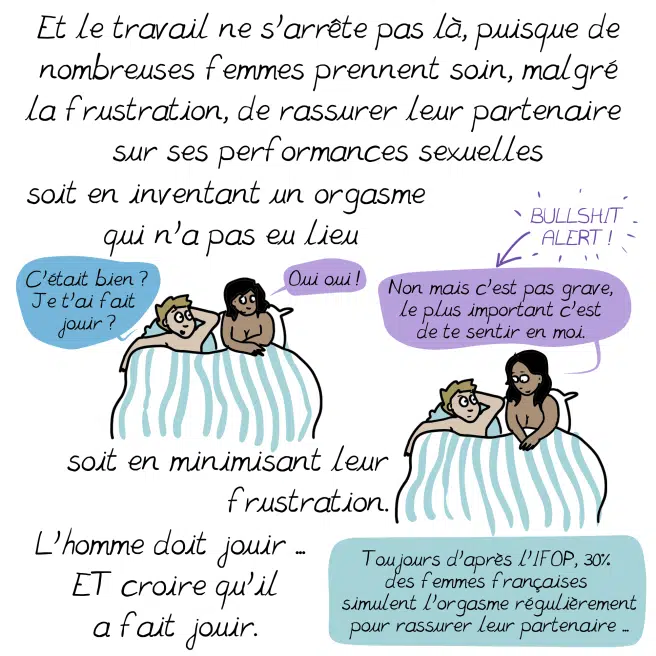 Et le travail ne s'arrête pas là, puisque de
nombreuses femmes prennent soin, malgré
la frustration, de rassurer leur partenaire
sur ses performances sexuelles
soit en inventant un orgasme
qui n'a pas eu lieu
C'était bien ?
Je t'ai fait
jouir ?
Oui oui !
BULLSHIT
ALERT !
Non mais c'est pas grave,
le plus important c'est
de te sentir en moi.
soit en minimisant leur
frustration.
L'homme doit jouir ...
ET croire qu'il
a fait jouir.
Toujours d'après l'IFOP, 30%
des femmes françaises
simulent l'orgasme régulièrement
pour rassurer leur partenaire ...